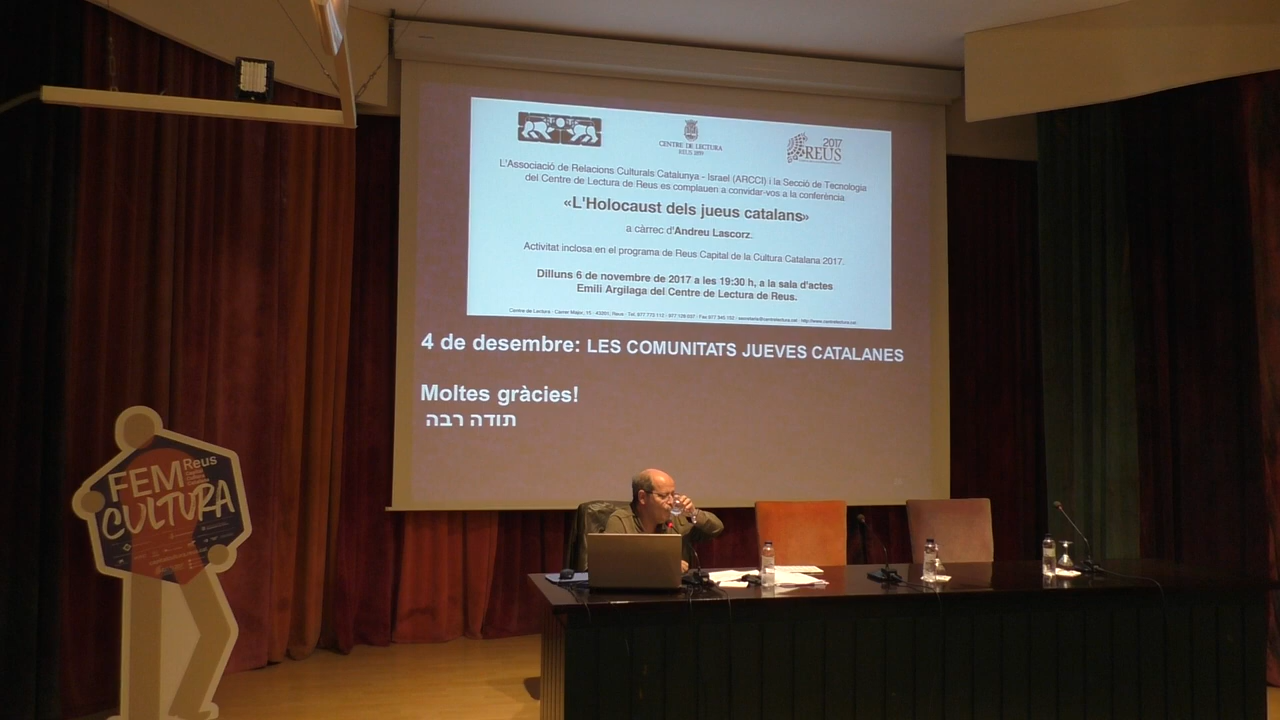 CENTRE DE LECTURA
REUS 1859
2017
REUS
L'Associació de Relacions Culturals Catalunya - Israel (ARCCI) i la Secció de Tecnologia
del Centre de Lectura de Reus es complauen a convidar-vos a la conferència
«L'Holocaust dels jueus catalans»
a càrrec d'Andreu Lascorz.
Activitat inclosa en el programa de Reus Capital de la Cultura Catalana 2017.
Dilluns 6 de novembre de 2017 a les 19:30 h, a la sala d'actes
Emili Argilaga del Centre de Lectura de Reus.
4 de desembre: LES COMUNITATS JUEVES CATALANES
Moltes gràcies!
תודה רבה
FEM
Reus
CULTURA